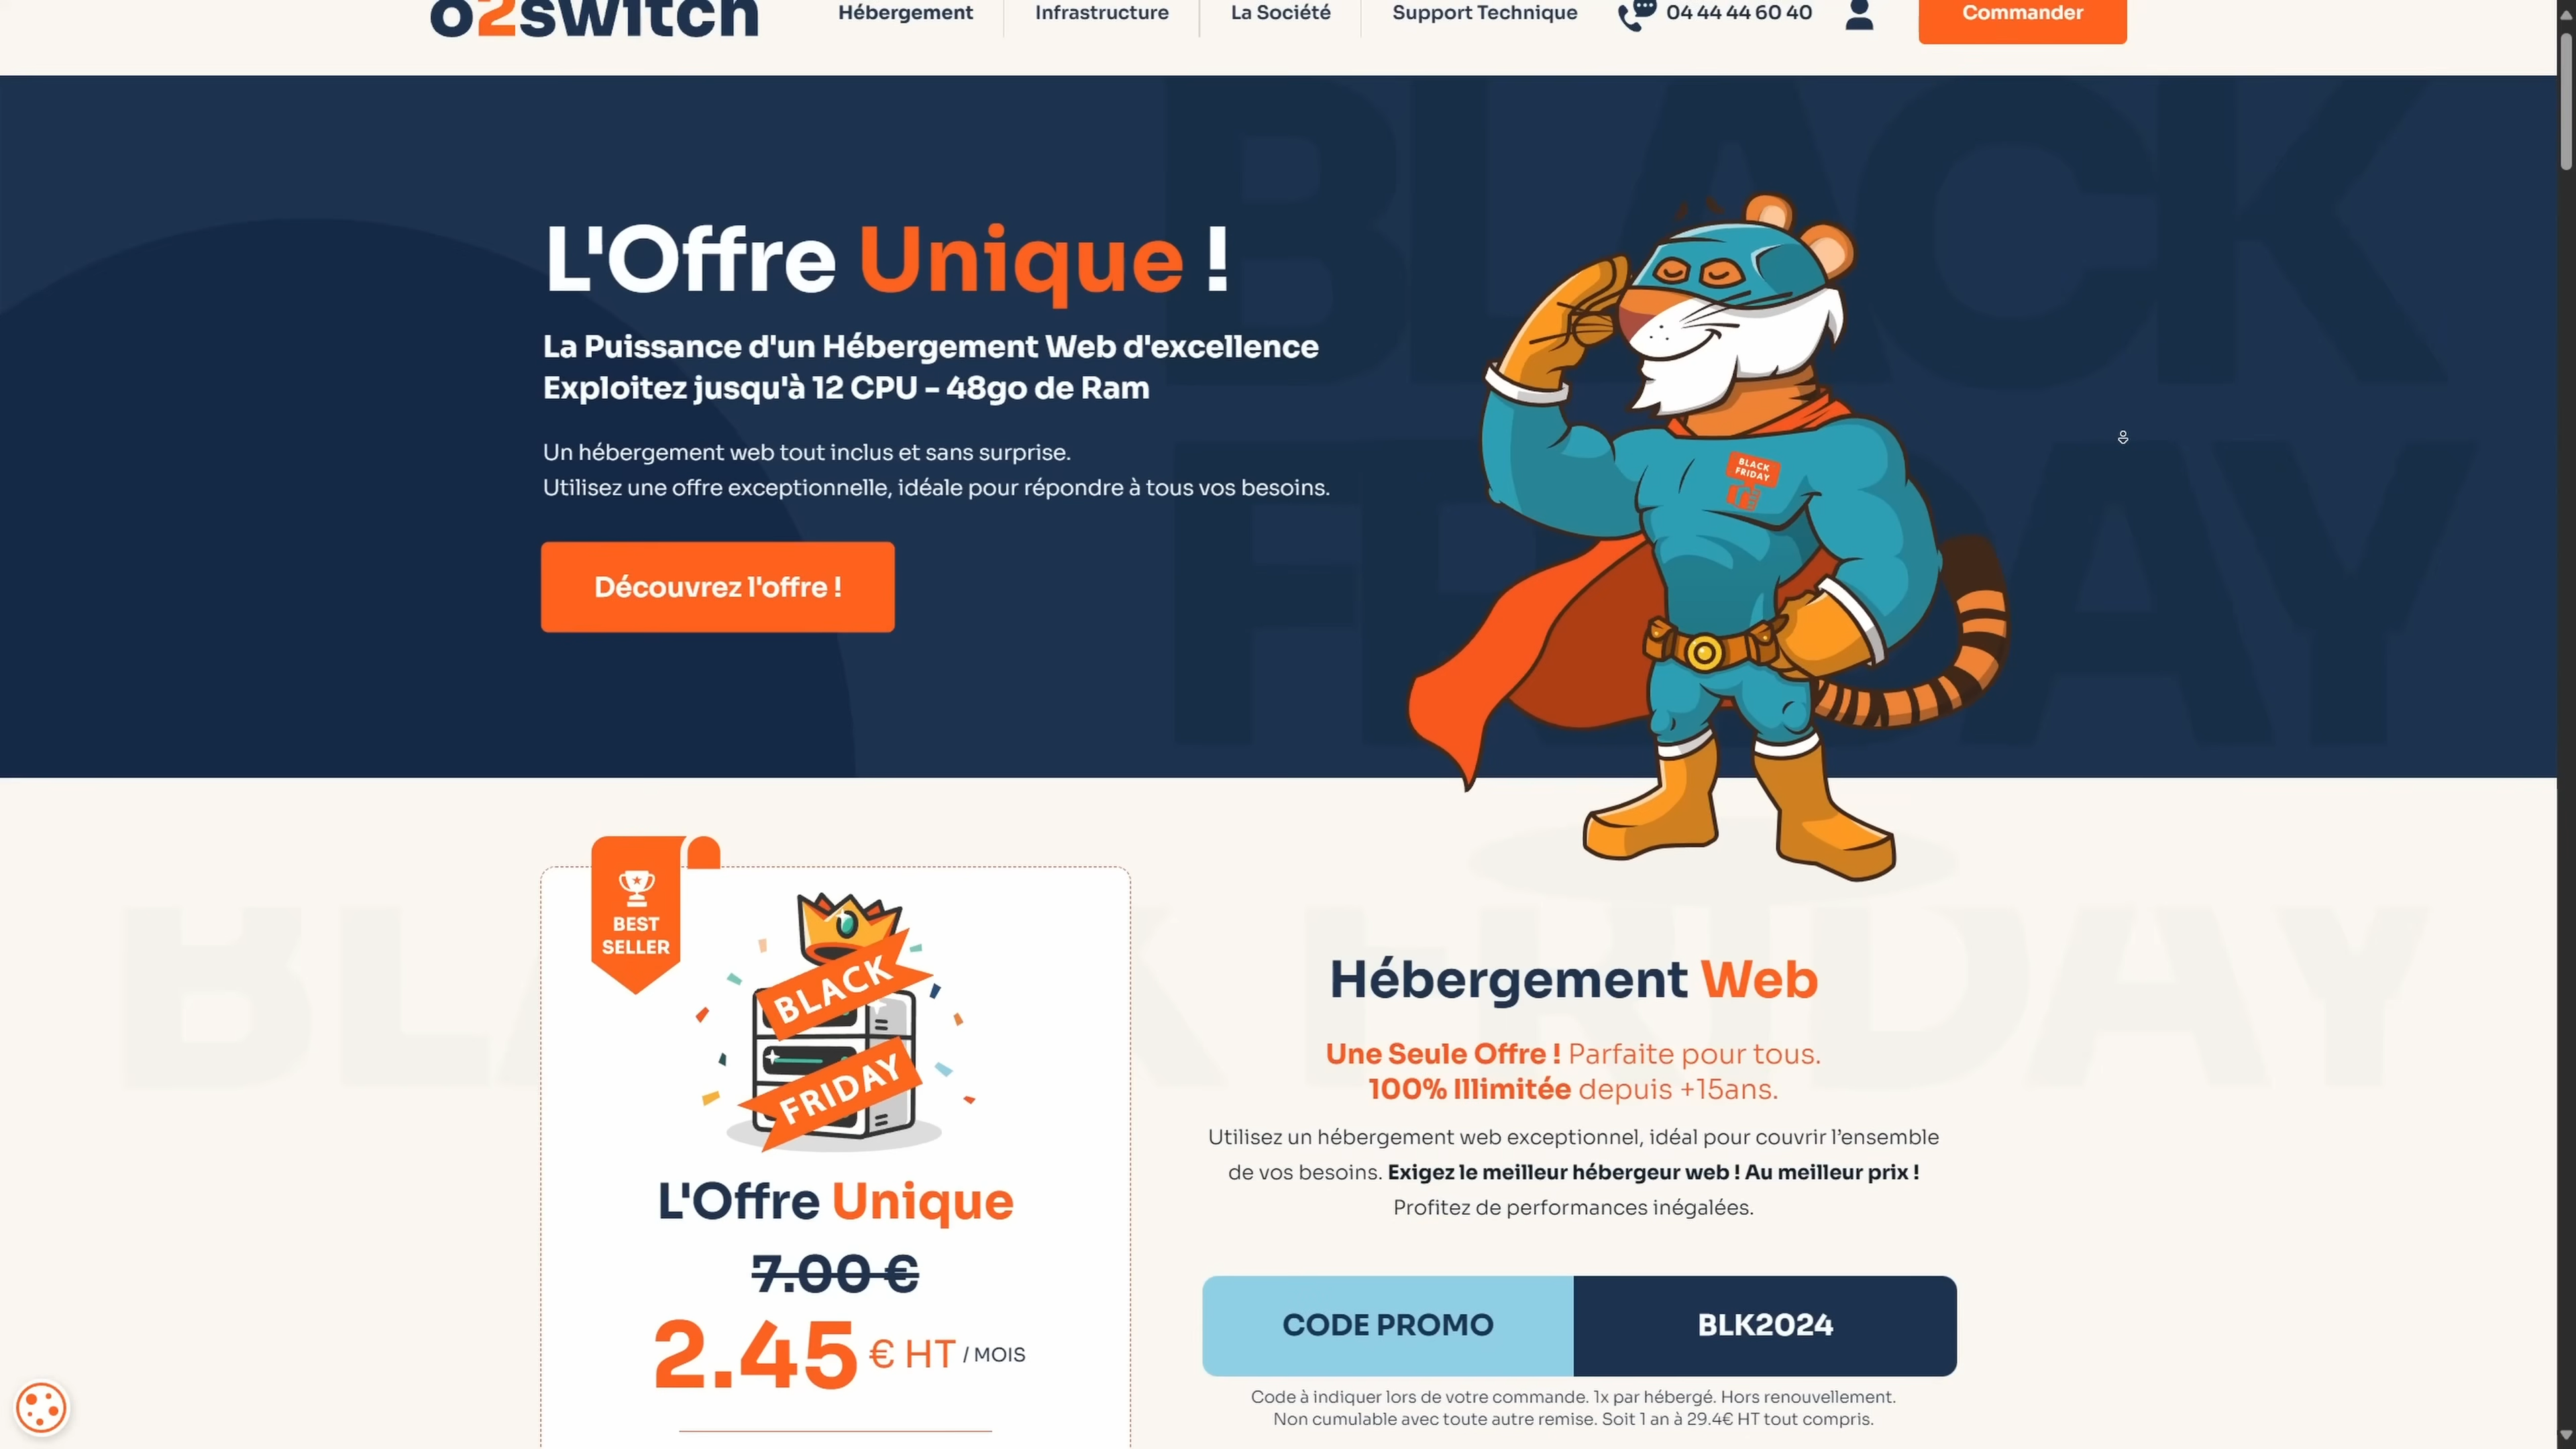 o2switch
Hébergement
Infrastructure
La Société
Support Technique
04 44 44 60 40
Commander
BLACK
FRIDAY
L'Offre Unique !
La Puissance d'un Hébergement Web d'excellence
Exploitez jusqu'à 12 CPU - 48go de Ram
Un hébergement web tout inclus et sans surprise.
Utilisez une offre exceptionnelle, idéale pour répondre à tous vos besoins.
Découvrez l'offre !
BLACK
FRIDAY
BLACK FRIDAY
BEST
SELLER
BLACK
FRIDAY
L'Offre Unique
7.00 €
2.45 € HT / MOIS
Hébergement Web
Une Seule Offre ! Parfaite pour tous.
100% Illimitée depuis +15ans.
Utilisez un hébergement web exceptionnel, idéal pour couvrir l’ensemble
de vos besoins. Exigez le meilleur hébergeur web ! Au meilleur prix !
Profitez de performances inégalées.
CODE PROMO
BLK2024
Code à indiquer lors de votre commande. 1x par hébergé. Hors renouvellement.
Non cumulable avec toute autre remise. Soit 1 an à 29.4€ HT tout compris.